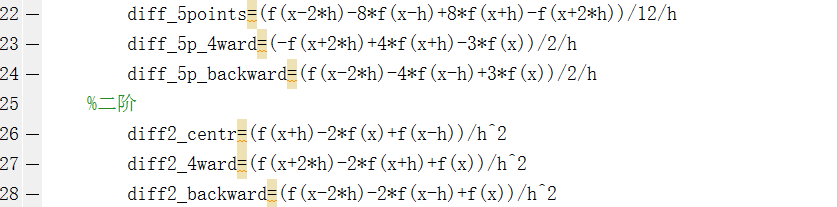 22 — diff_5points=(f(x-2*h)-8*f(x-h)+8*f(x+h)-f(x+2*h))/12/h
23 — diff_5p_4ward=(-f(x+2*h)+4*f(x+h)-3*f(x))/2/h
24 — diff_5p_backward=(f(x-2*h)-4*f(x-h)+3*f(x))/2/h
25 %二阶
26 — diff2_centr=(f(x+h)-2*f(x)+f(x-h))/h^2
27 — diff2_4ward=(f(x+2*h)-2*f(x+h)+f(x))/h^2
28 — diff2_backward=(f(x-2*h)-2*f(x-h)+f(x))/h^2